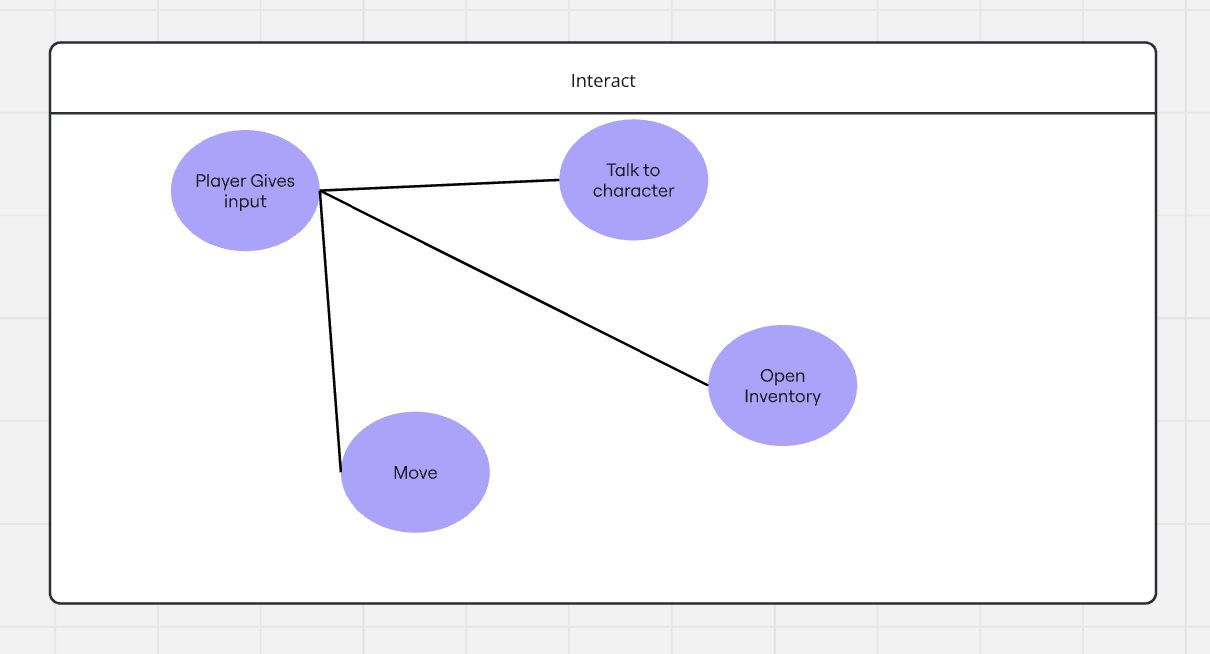 Interact
Player Gives
input
Talk to
character
Open
Inventory
Move